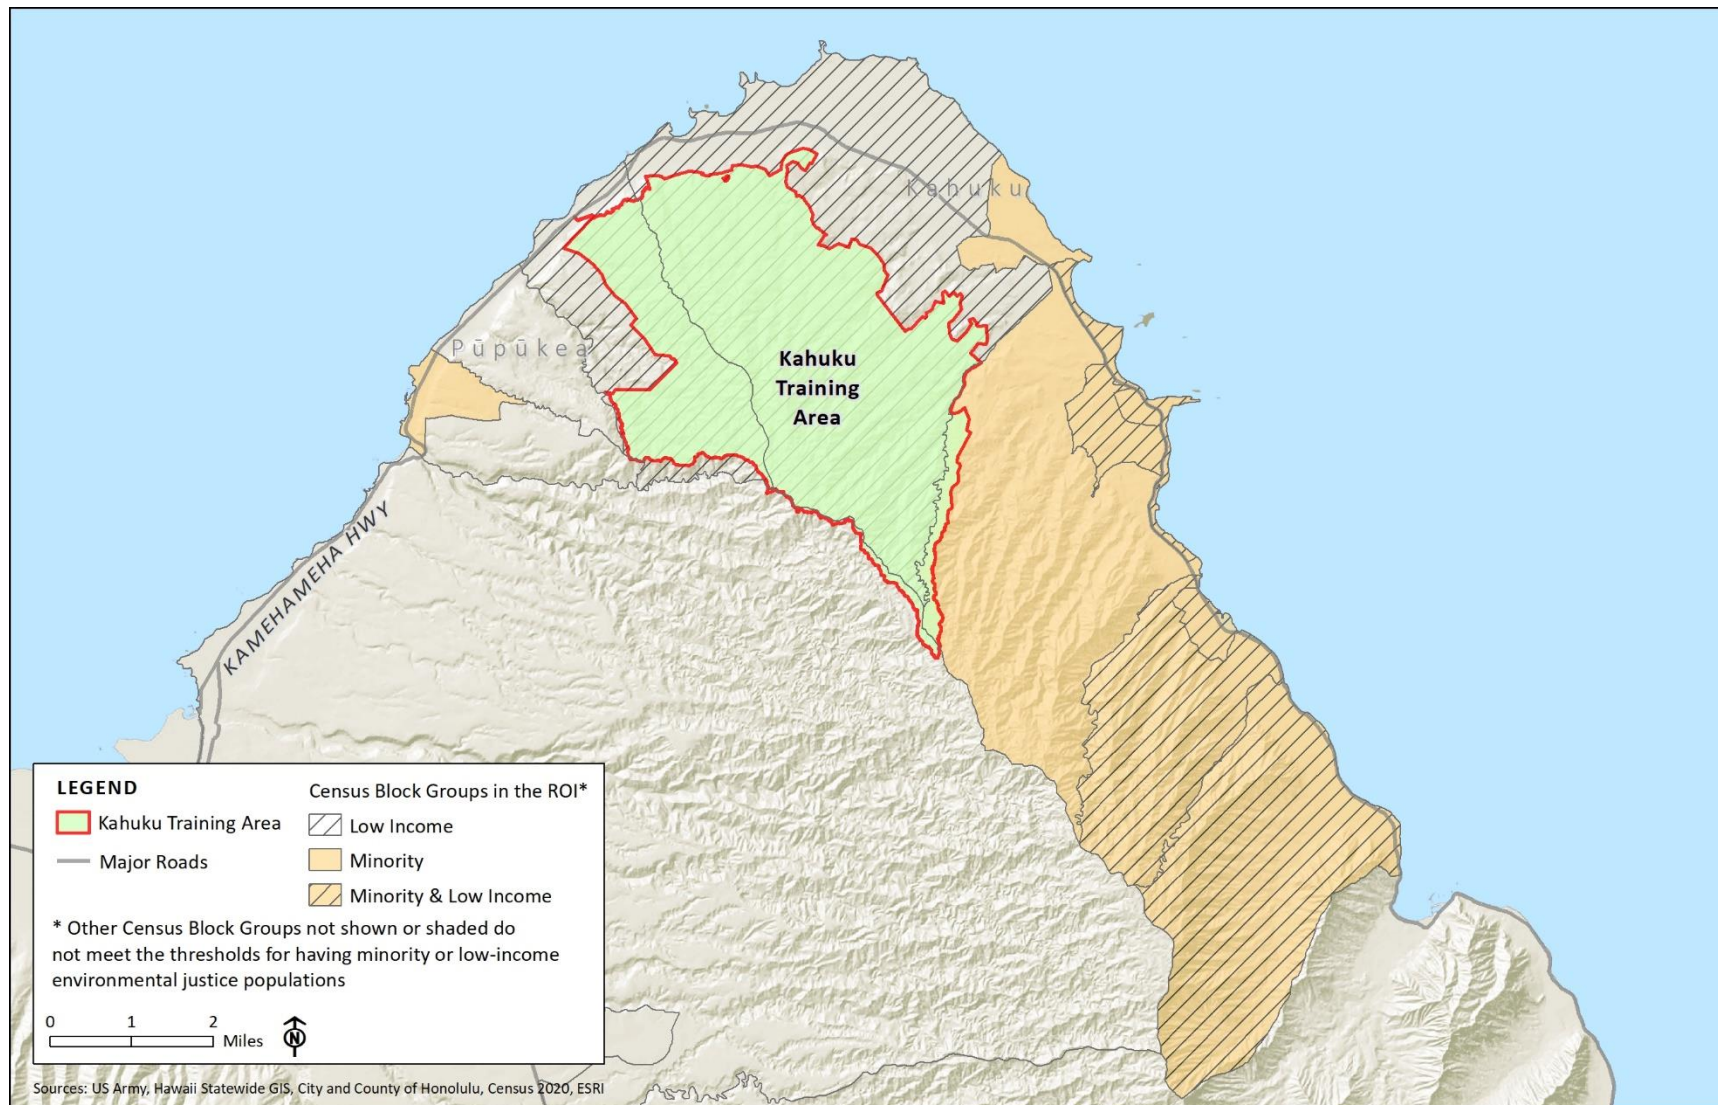 Kahuku
Pūpūkea
Kahuku
Training
Area
KAMEHAMEHA HWY
LEGEND
Kahuku Training Area
Major Roads
Census Block Groups in the ROI*
Low Income
Minority
Minority & Low Income
* Other Census Block Groups not shown or shaded do
not meet the thresholds for having minority or low-income
environmental justice populations
0 1 2
Miles
N
Sources: US Army, Hawaii Statewide GIS, City and County of Honolulu, Census 2020, ESRI